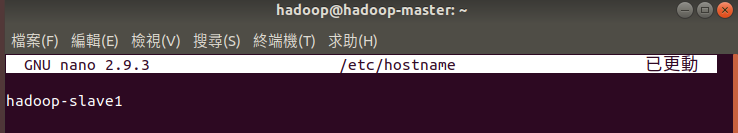 hadoop@hadoop-master: ~
檔案(F) 編輯(E) 檢視(V) 搜尋(S) 終端機(T) 求助(H)
GNU nano 2.9.3 /etc/hostname 已更動
hadoop-slave1